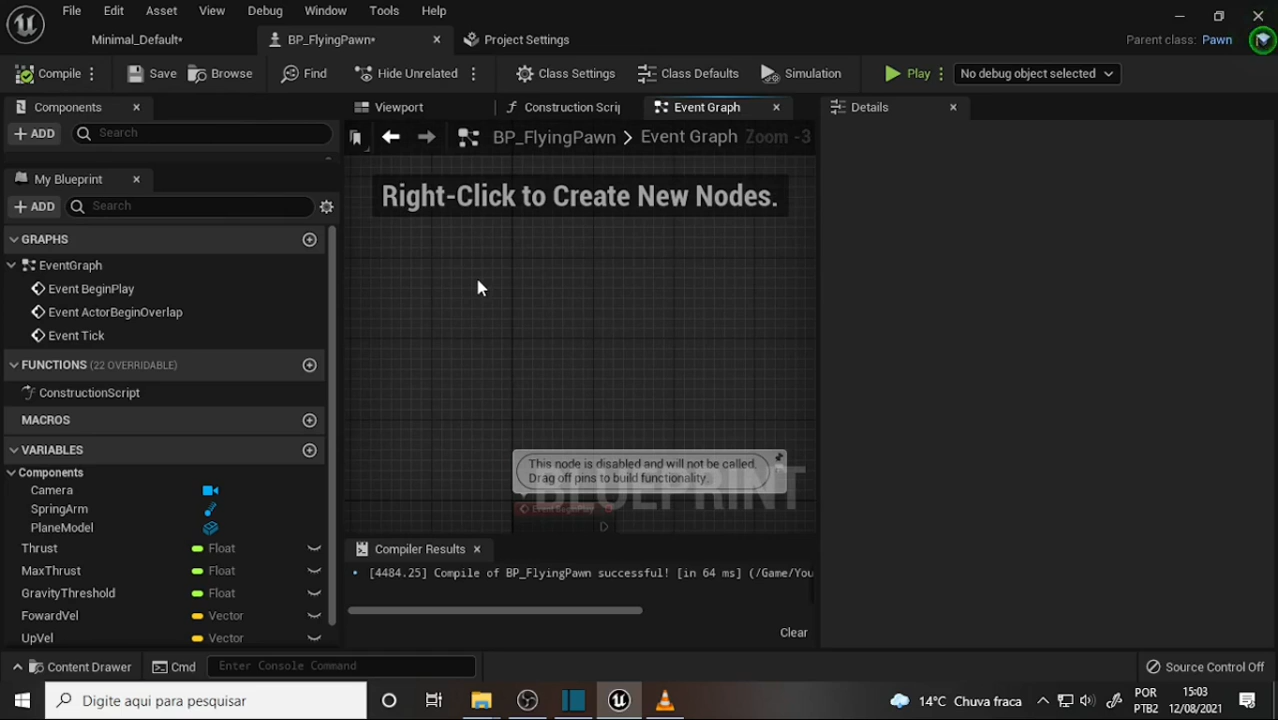 File Edit Asset View Debug Window Tools Help
Minimal_Default* BP_FlyingPawn* Project Settings Parent class: Pawn
Compile Save Browse Find Hide Unrelated Class Settings Class Defaults Simulation Play No debug object selected
Components Viewport Construction Scrip Event Graph Details
ADD Search BP_FlyingPawn Event Graph Zoom -3
My Blueprint
Right-Click to Create New Nodes.
ADD Search
GRAPHS
EventGraph
Event BeginPlay
Event ActorBeginOverlap
Event Tick
FUNCTIONS (22 OVERRIDABLE)
ConstructionScript
MACROS
VARIABLES
Components
This node is disabled and will not be called.
Drag off pins to build functionality.
BLUEPRINT
Camera
SpringArm
Event BeginPlay
PlaneModel
Thrust Float
Compiler Results
MaxThrust Float
[4484.25] Compile of BP_FlyingPawn successful! [in 64 ms] (/Game/You
GravityThreshold Float
FowardVel Vector
UpVel Vector
Clear
Content Drawer Cmd Enter Console Command Source Control Off
Digite aqui para pesquisar 14°C Chuva fraca POR 15:03
PTB2 12/08/2021